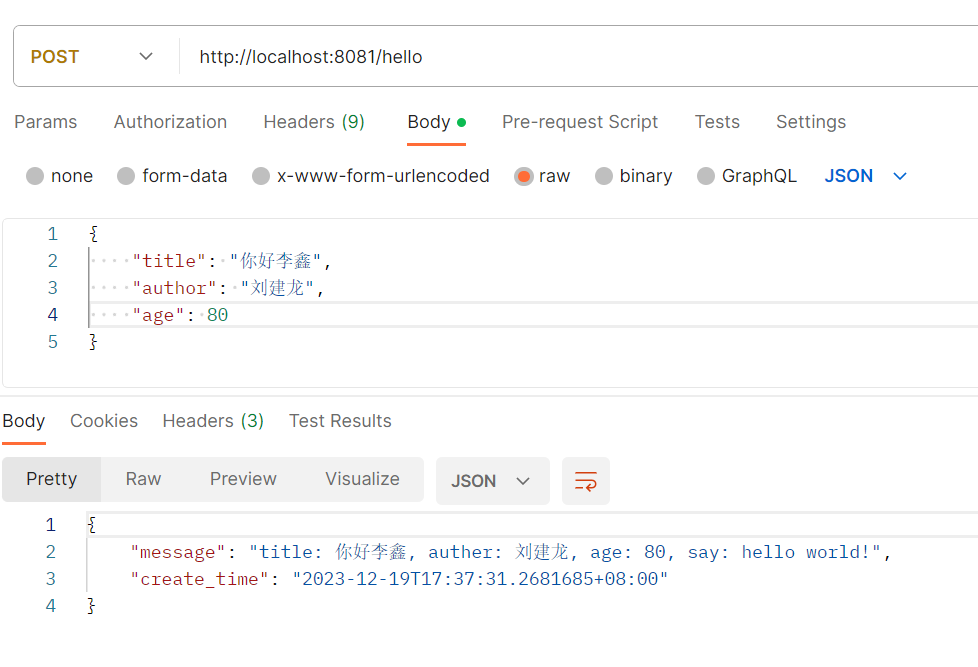 POST http://localhost:8081/hello
Params Authorization Headers (9) Body Pre-request Script Tests Settings
none form-data x-www-form-urlencoded raw binary GraphQL JSON
1 {
2 "title": "你好李鑫",
3 "author": "刘建龙",
4 "age": 80
5 }
Body Cookies Headers (3) Test Results
Pretty Raw Preview Visualize JSON
1 {
2 "message": "title: 你好李鑫, auther: 刘建龙, age: 80, say: hello world!",
3 "create_time": "2023-12-19T17:37:31.2681685+08:00"
4 }